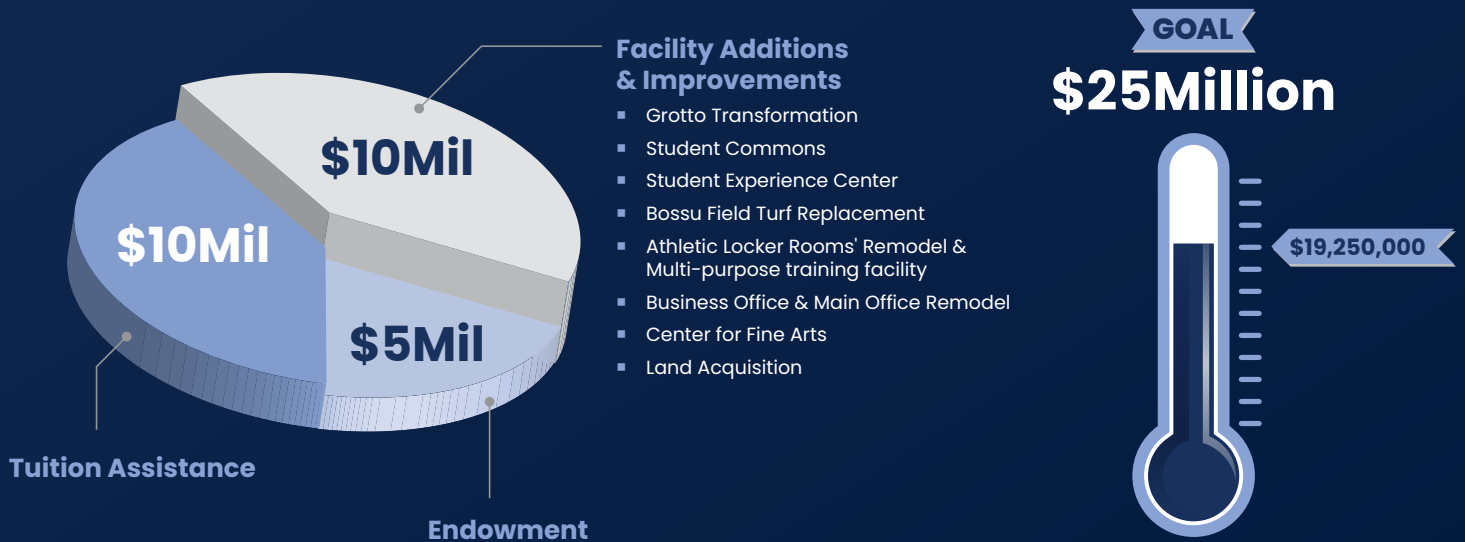 $10Mil
$10Mil
$5Mil
Tuition Assistance
Endowment
Facility Additions
& Improvements
▪ Grotto Transformation
▪ Student Commons
▪ Student Experience Center
▪ Bossu Field Turf Replacement
▪ Athletic Locker Rooms' Remodel &
Multi-purpose training facility
▪ Business Office & Main Office Remodel
▪ Center for Fine Arts
▪ Land Acquisition
GOAL
$25Million
$19,250,000